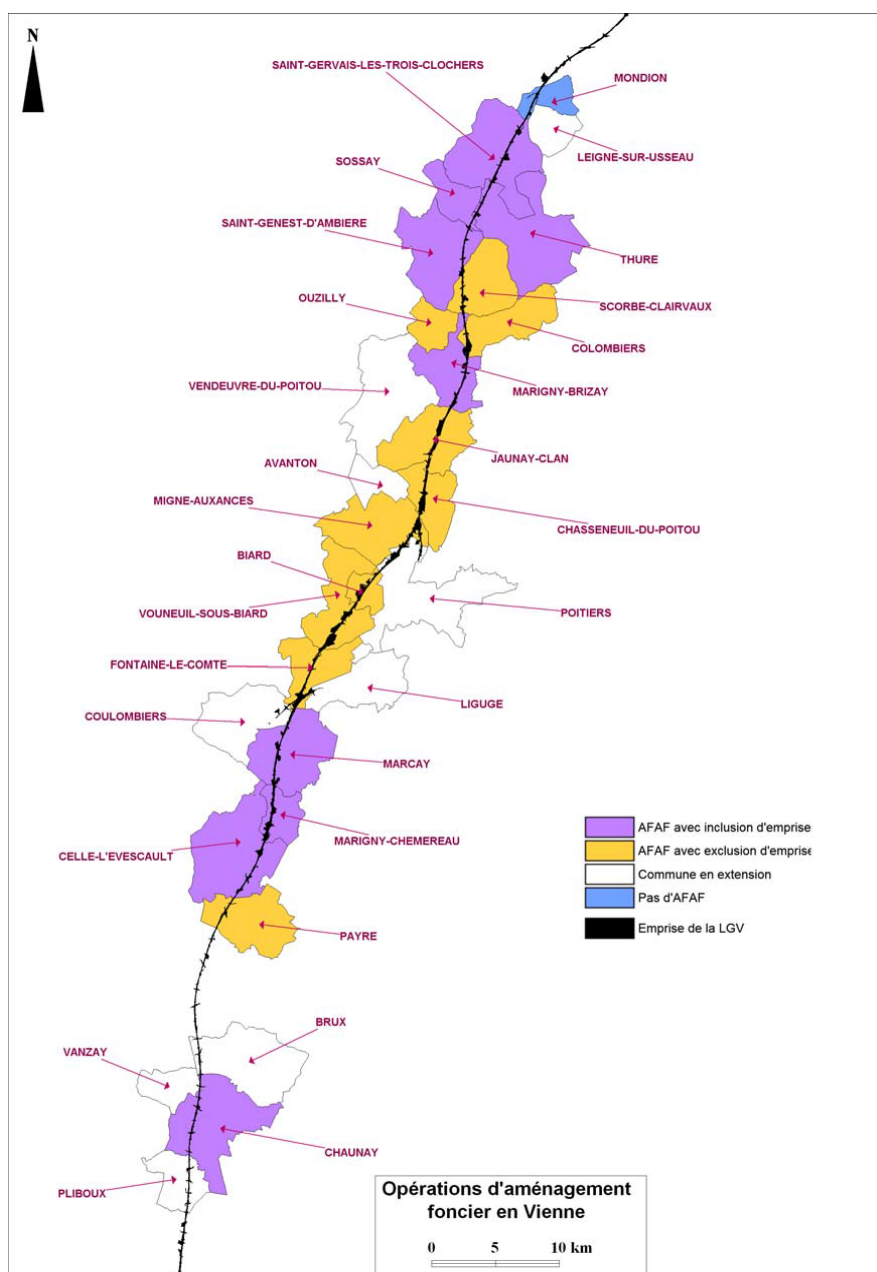 N
SAINT-GERVAIS-LES-TROIS-CLOCHERS
MONDION
LEIGNE-SUR-USSEAU
SOSSAY
SAINT-GENEST-D'AMBIERE
THURE
OUZILLY
SCORBE-CLAIRVAUX
COLOMBIERS
VENDEUVRE-DU-POITOU
MARIGNY-BRIZAY
JAUNAY-CLAN
AVANTON
MIGNE-AUXANCES
CHASSENEUIL-DU-POITOU
BIARD
VOUNEUIL-SOUS-BIARD
POITIERS
FONTAINE-LE-COMTE
LIGUGE
COULOMBIERS
MARCAY
MARIGNY-CHEMEREAU
CELLE-L'EVESCAULT
PAYRE
AFAF avec inclusion d'emprise
AFAF avec exclusion d'emprise
Commune en extension
Pas d'AFAF
Emprise de la LGV
BRUX
VANZAY
CHAUNAY
PLIBOUX
Opérations d'aménagement
foncier en Vienne
0 5 10 km